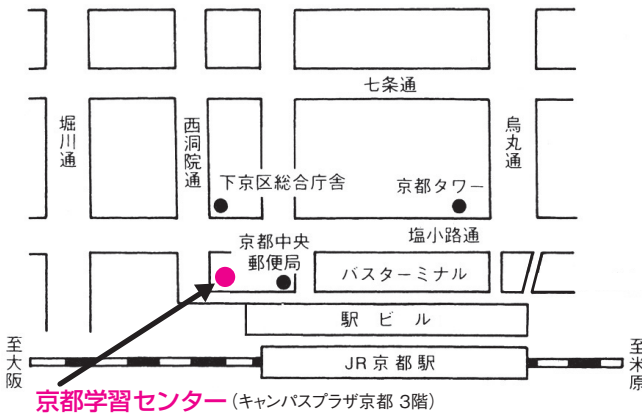 七条通
堀川通
西洞院通
烏丸通
下京区総合庁舎
京都タワー
塩小路通
京都中央
郵便局
バスターミナル
駅ビル
JR京都駅
至大阪
至米原
京都学習センター(キャンパスプラザ京都 3階)